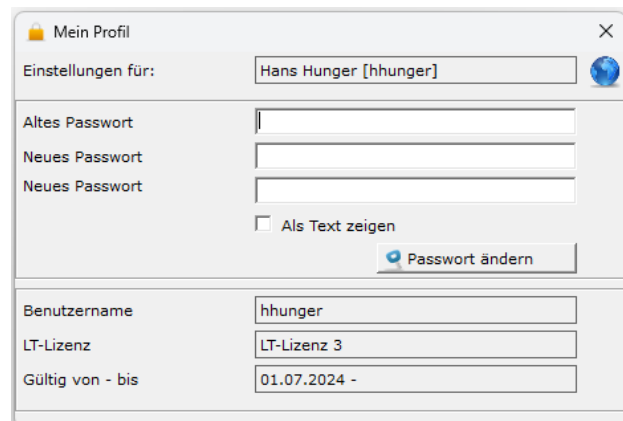 Mein Profil
Einstellungen für: Hans Hunger [hhunger]
Altes Passwort
Neues Passwort
Neues Passwort
Als Text zeigen
Passwort ändern
Benutzername hhunger
LT-Lizenz LT-Lizenz 3
Gültig von - bis 01.07.2024 -